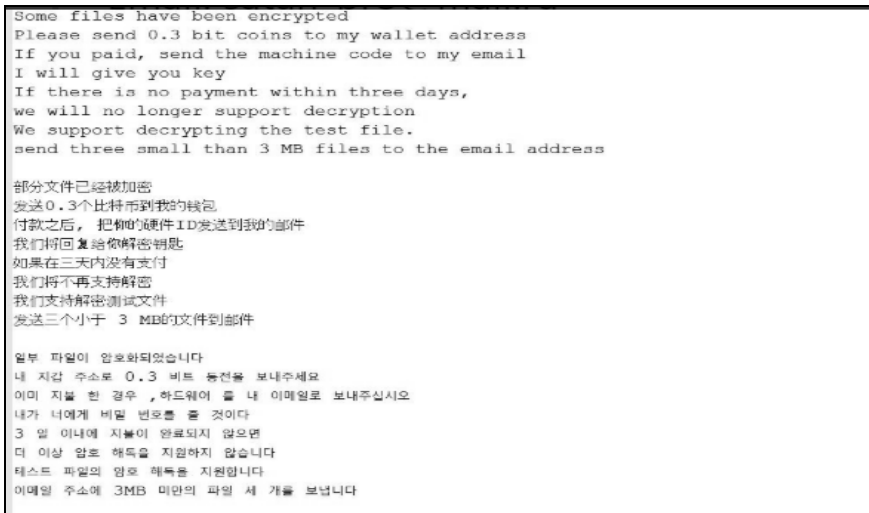 Some files have been encrypted
Please send 0.3 bit coins to my wallet address
If you paid, send the machine code to my email
I will give you key
If there is no payment within three days,
we will no longer support decryption
We support decrypting the test file.
send three small than 3 MB files to the email address
部分文件已经被加密
发送0.3个比特币到我的钱包
付款之后, 把你的硬件ID发送到我的邮件
我们将回复给你解密钥匙
如果在三天内没有支付
我们将不再支持解密
我们支持解密测试文件
发送三个小于 3 MB的文件到邮件
일부 파일이 암호화되었습니다
내 지갑 주소로 0.3 비트 동전을 보내주세요
이미 지불 한 경우 ,하드웨어 를 내 이메일로 보내주십시오
내가 너에게 비밀 번호를 줄 것이다
3 일 이내에 지불이 완료되지 않으면
더 이상 암호 해독을 지원하지 않습니다
테스트 파일의 암호 해독을 지원합니다
이메일 주소에 3MB 미만의 파일 세 개를 보냅니다